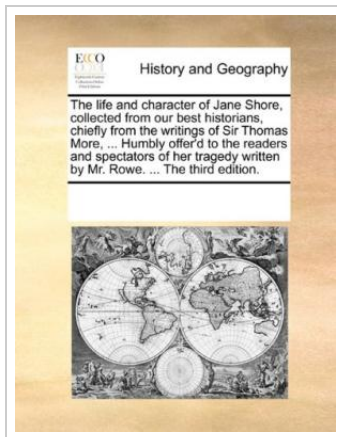 ECCO
History and Geography
The life and character of Jane Shore,
collected from our best historians,
chiefly from the writings of Sir Thomas
More, ... Humbly offer'd to the readers
and spectators of her tragedy written
by Mr. Rowe. ... The third edition.